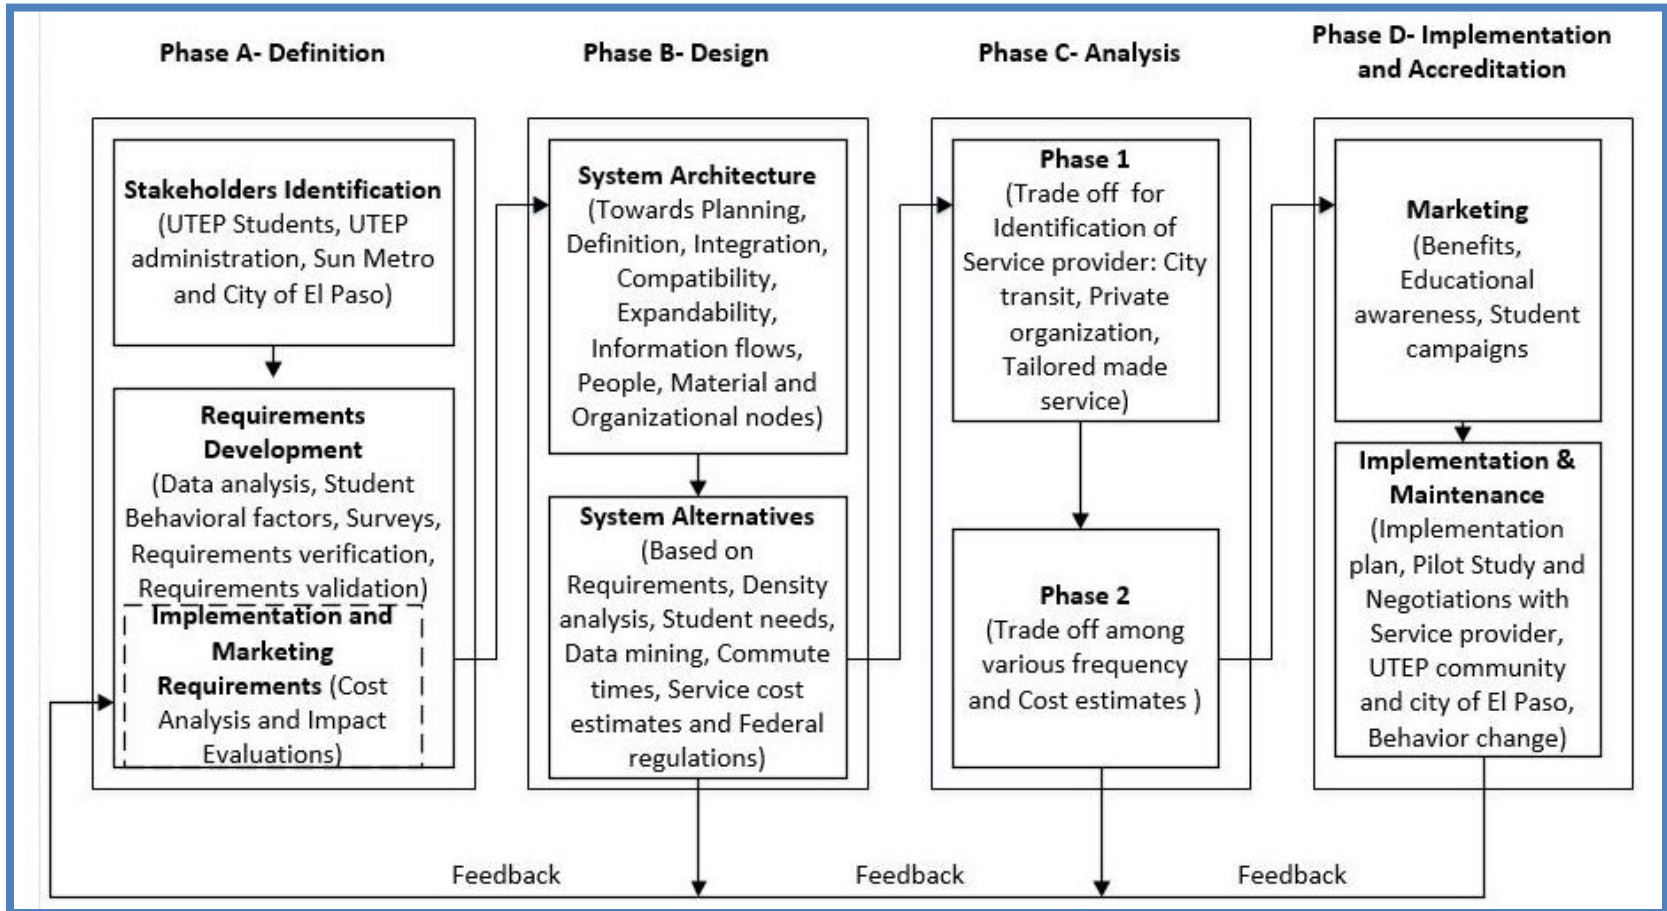 Phase A- Definition
Stakeholders Identification
(UTEP Students, UTEP
administration, Sun Metro
and City of El Paso)
Requirements
Development
(Data analysis, Student
Behavioral factors, Surveys,
Requirements verification,
Requirements validation)
Implementation and
Marketing
Requirements (Cost
Analysis and Impact
Evaluations)
Phase B- Design
System Architecture
(Towards Planning,
Definition, Integration,
Compatibility,
Expandability,
Information flows,
People, Material and
Organizational nodes)
System Alternatives
(Based on
Requirements, Density
analysis, Student needs,
Data mining, Commute
times, Service cost
estimates and Federal
regulations)
Phase C- Analysis
Phase 1
(Trade off for
Identification of
Service provider: City
transit, Private
organization,
Tailored made
service)
Phase 2
(Trade off among
various frequency
and Cost estimates )
Phase D- Implementation
and Accreditation
Marketing
(Benefits,
Educational
awareness, Student
campaigns
Implementation &
Maintenance
(Implementation
plan, Pilot Study and
Negotiations with
Service provider,
UTEP community
and city of El Paso,
Behavior change)
Feedback
Feedback
Feedback